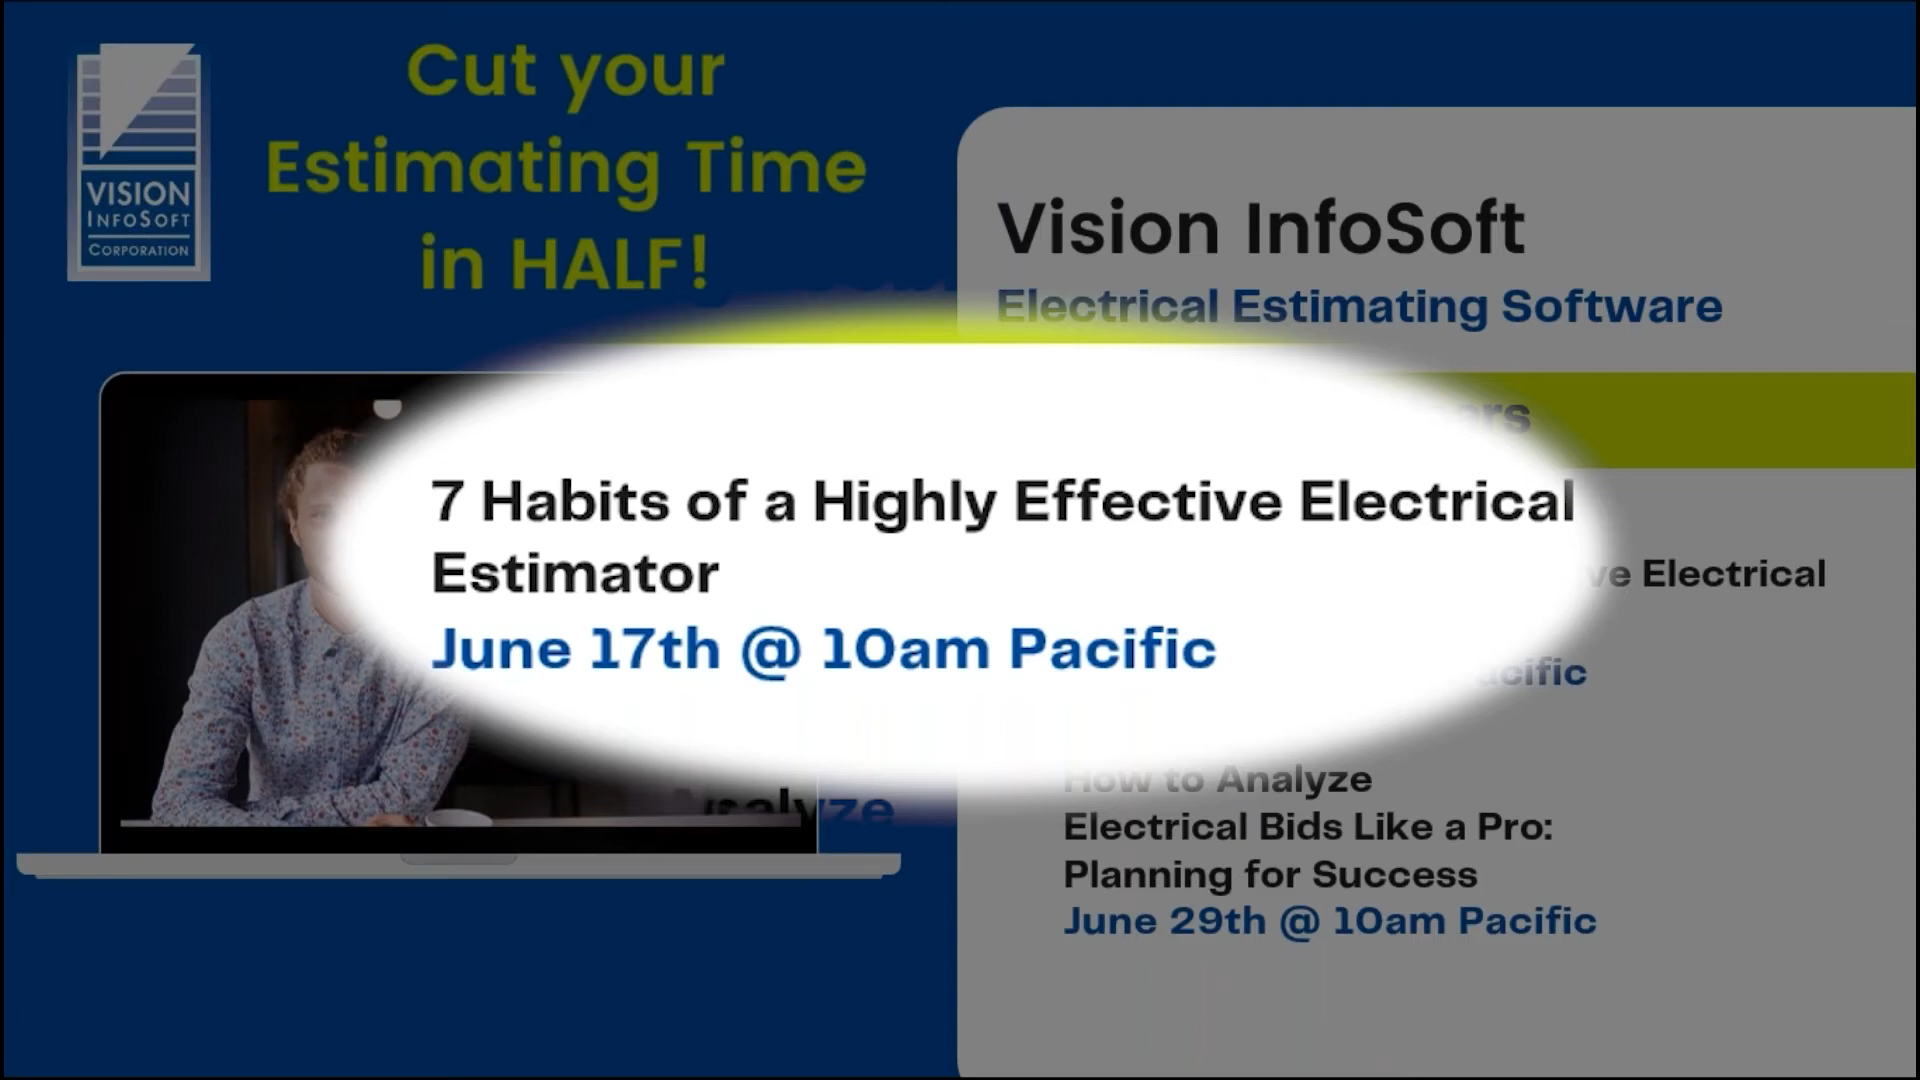 VISION
INFOSOFT
CORPORATION
Cut your
Estimating Time
in HALF!
Vision InfoSoft
Electrical Estimating Software
7 Habits of a Highly Effective Electrical
Estimator
June 17th @ 10am Pacific
Electrical
How to Analyze
Electrical Bids Like a Pro:
Planning for Success
June 29th @ 10am Pacific